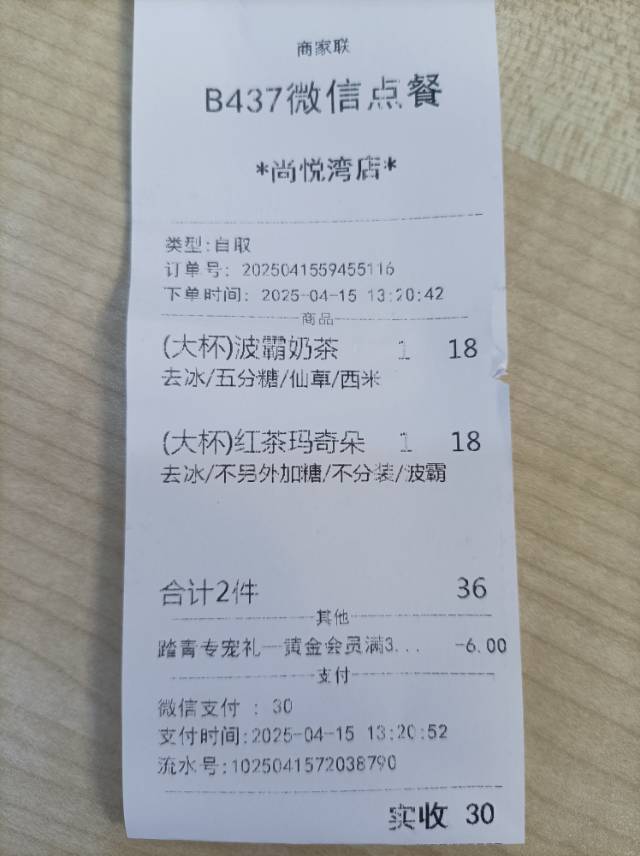 商家联
B437微信点餐
*尚悦湾店*
类型:自取
订单号: 2025041559455116
下单时间: 2025-04-15 13:20:42
商品
(大杯)波霸奶茶 1 18
去冰/五分糖/仙草/西米
(大杯)红茶玛奇朵 1 18
去冰/不另外加糖/不分装/波霸
合计2件 36
其他
踏青专宠礼—黄金会员满3... -6.00
支付
微信支付 : 30
支付时间:2025-04-15 13:20:52
流水号:1025041572038790
实收 30